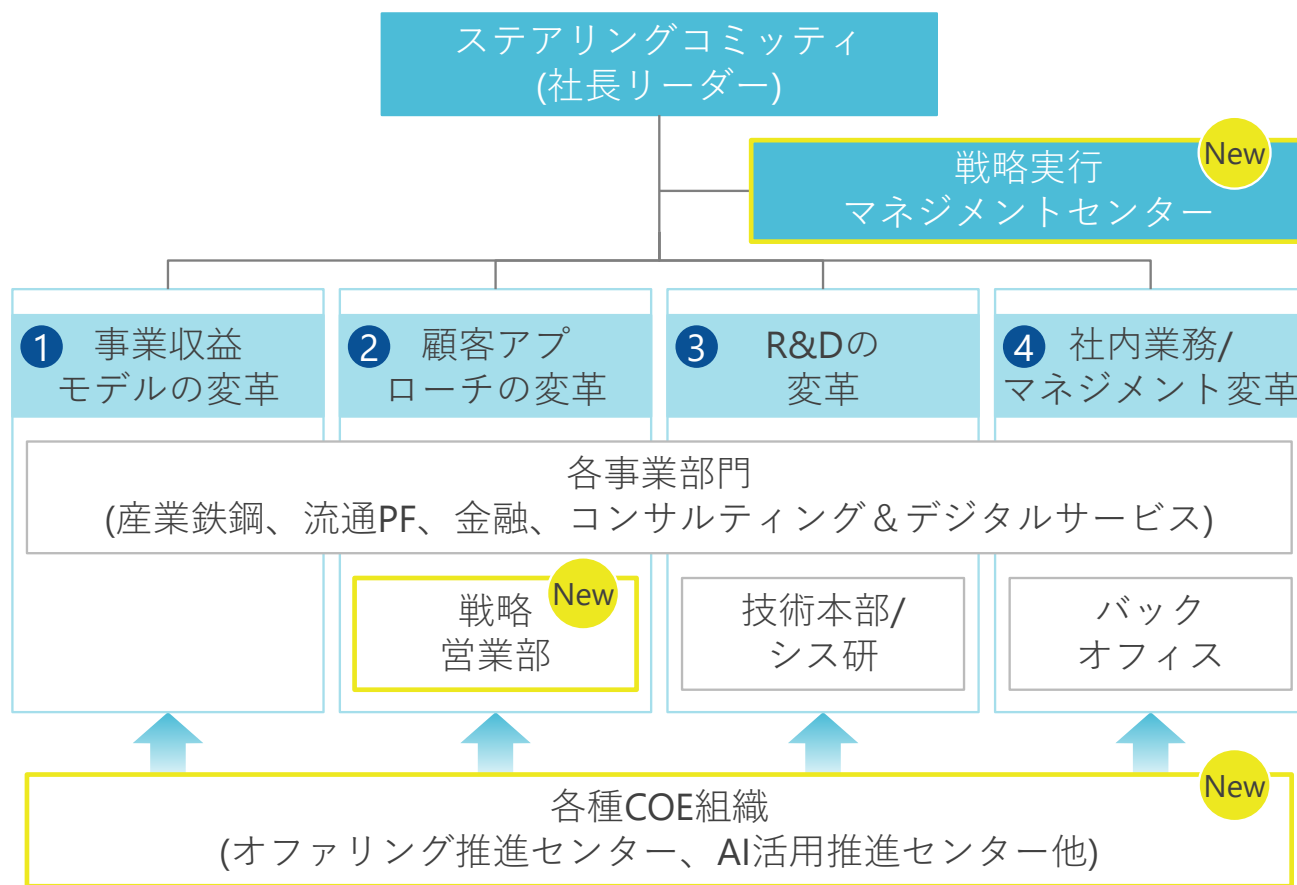 ステアリングコミッティ
(社長リーダー)
New
戦略実行
マネジメントセンター
1 事業収益
モデルの変革
2 顧客アプ
ローチの変革
3 R&Dの
変革
4 社内業務/
マネジメント変革
各事業部門
(産業鉄鋼、流通PF、金融、コンサルティング＆デジタルサービス)
New
戦略
営業部
技術本部/
シス研
バック
オフィス
New
各種COE組織
(オファリング推進センター、AI活用推進センター他)